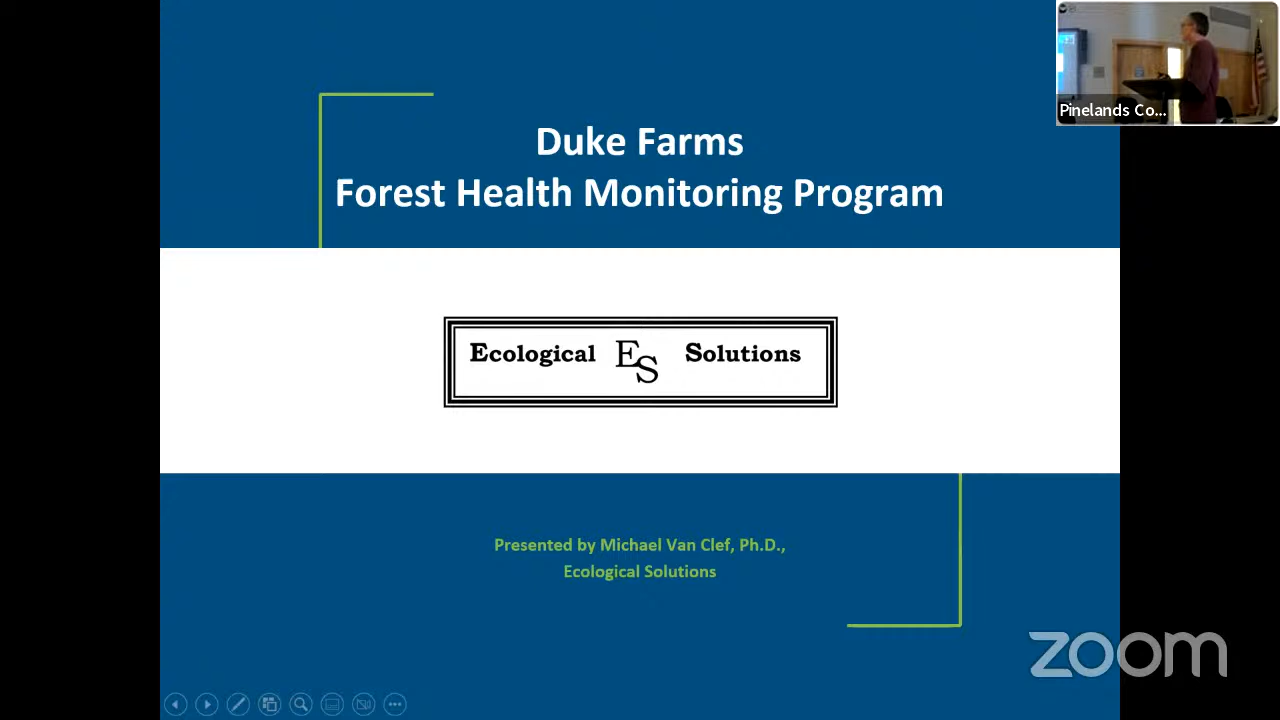 Pinelands Co...
Duke Farms
Forest Health Monitoring Program
Ecological ES Solutions
Presented by Michael Van Clef, Ph.D.,
Ecological Solutions
zoom